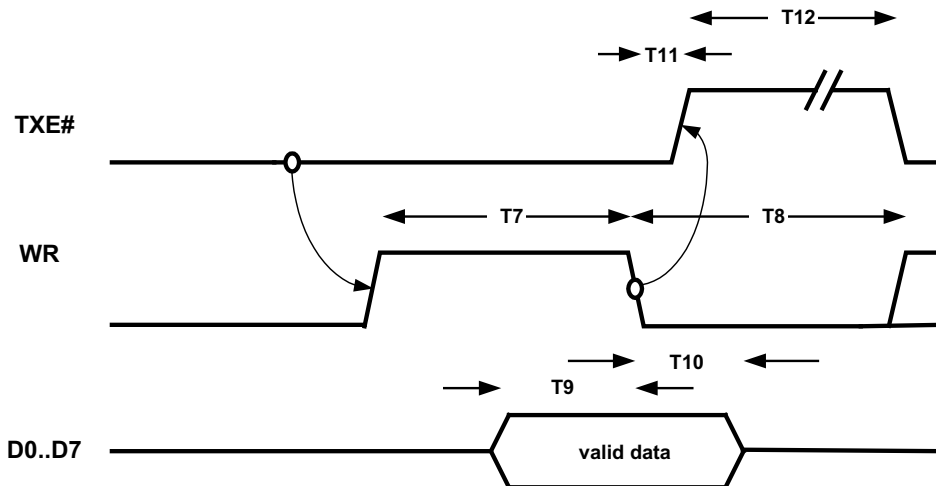 T12
T11
TXE#
T7
T8
WR
T10
T9
D0..D7
valid data